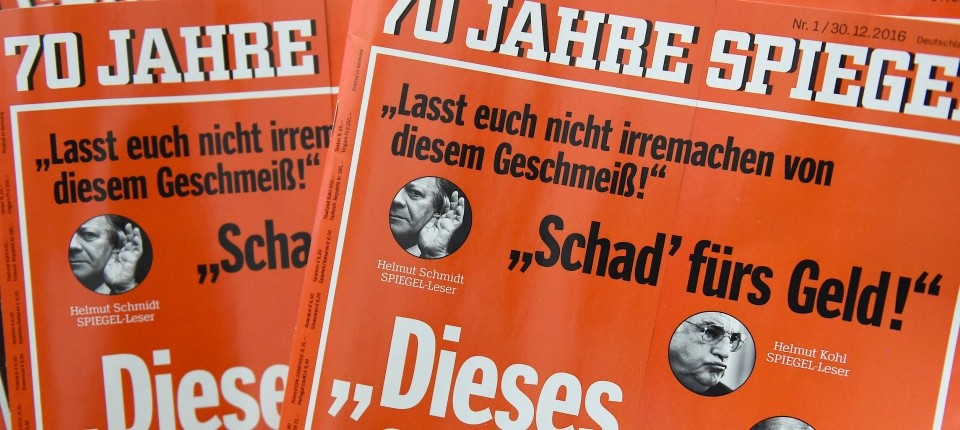 70 JAHRE
„Lasst euch nicht irrem
diesem Geschmeiß!“
„Scha
Helmut Schmidt
SPIEGEL-Leser
„Dieses
Nr. 1 / 30.12.2016
Deutschla
70 JAHRE SPIEGEL
„Lasst euch nicht irremachen von
diesem Geschmeiß!“
Helmut Schmidt
SPIEGEL-Leser
„Schad’ fürs Geld!“
Helmut Kohl
SPIEGEL-Leser
„Dieses